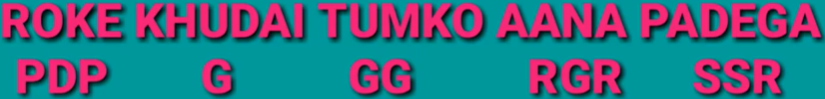 ROKE KHUDAI TUMKO AANA PADEGA
PDP G GG RGR SSR